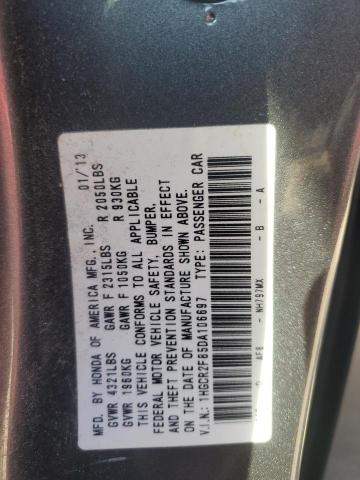 MFD. BY HONDA OF AMERICA MFG., INC. 01/13
GVWR 4321LBS GAWR F 2315LBS R 2050LBS
GVWR 1960KG GAWR F 1050KG R 930KG
THIS VEHICLE CONFORMS TO ALL APPLICABLE
FEDERAL MOTOR VEHICLE SAFETY, BUMPER,
AND THEFT PREVENTION STANDARDS IN EFFECT
ON THE DATE OF MANUFACTURE SHOWN ABOVE.
V.I.N.: 1HGCR2F85DA106697 TYPE: PASSENGER CAR
AF6 - NH797MX - B - A